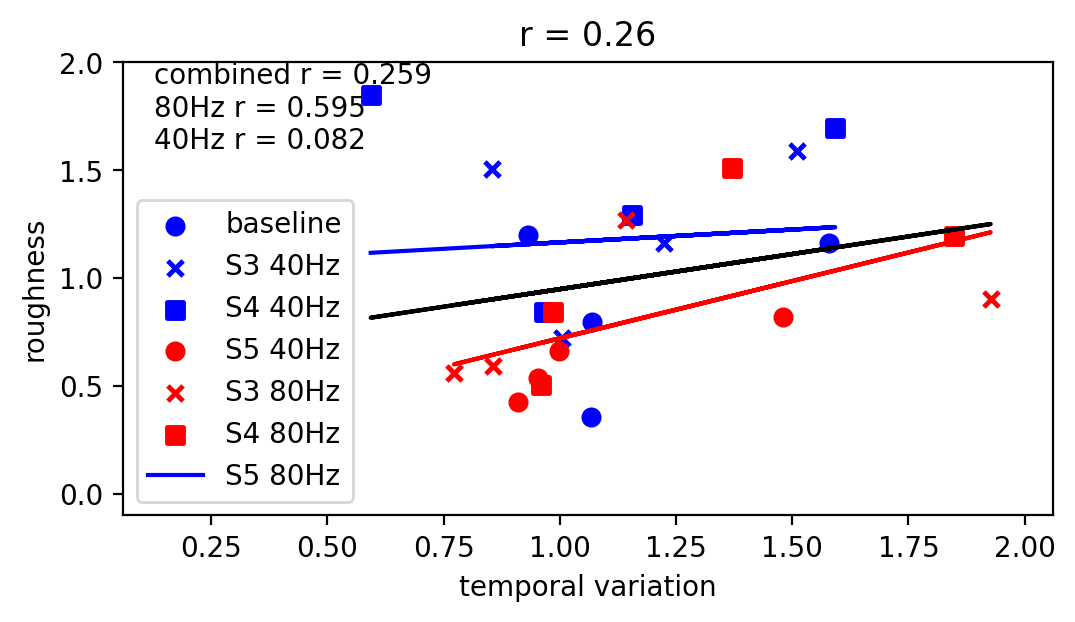 r = 0.26
combined r = 0.259
80Hz r = 0.595
40Hz r = 0.082
baseline
S3 40Hz
S4 40Hz
S5 40Hz
S3 80Hz
S4 80Hz
S5 80Hz
roughness
2.0
1.5
1.0
0.5
0.0
0.25 0.50 0.75 1.00 1.25 1.50 1.75 2.00
temporal variation